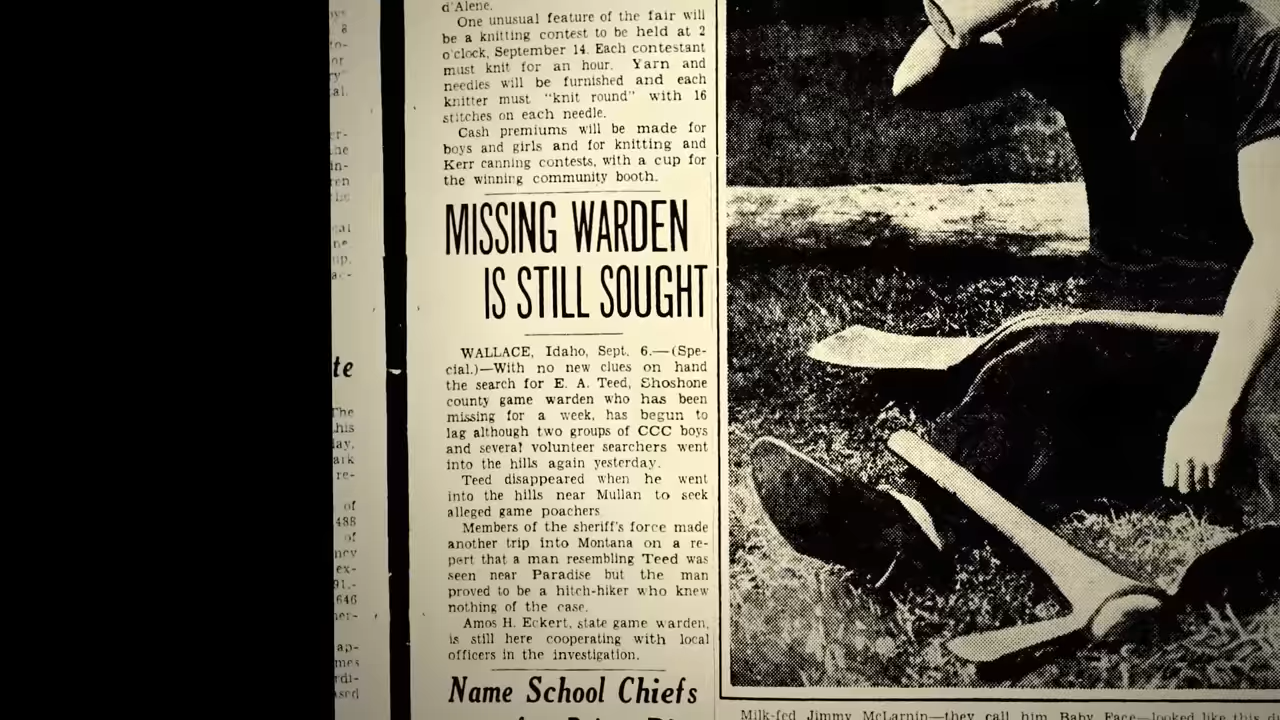 d'Alene.
One unusual feature of the fair will
be a knitting contest to be held at 2
o'clock, September 14. Each contestant
must knit for an hour. Yarn and
needles will be furnished and each
knitter must "knit round" with 16
stitches on each needle.
Cash premiums will be made for
boys and girls and for knitting and
Kerr canning contests, with a cup for
the winning community booth.
MISSING WARDEN
IS STILL SOUGHT
WALLACE, Idaho, Sept. 6.—(Spe-
cial.)—With no new clues on hand
the search for E. A. Teed, Shoshone
county game warden who has been
missing for a week, has begun to
lag although two groups of CCC boys
and several volunteer searchers went
into the hills again yesterday.
Teed disappeared when he went
into the hills near Mullan to seek
alleged game poachers
Members of the sheriff's force made
another trip into Montana on a re-
port that a man resembling Teed was
seen near Paradise but the man
proved to be a hitch-hiker who knew
nothing of the case.
Amos H. Eckert, state game warden,
is still here cooperating with local
officers in the investigation.
Name School Chiefs
Milk-fed Jimmy McLarnin—they call him Baby Face—looked like this